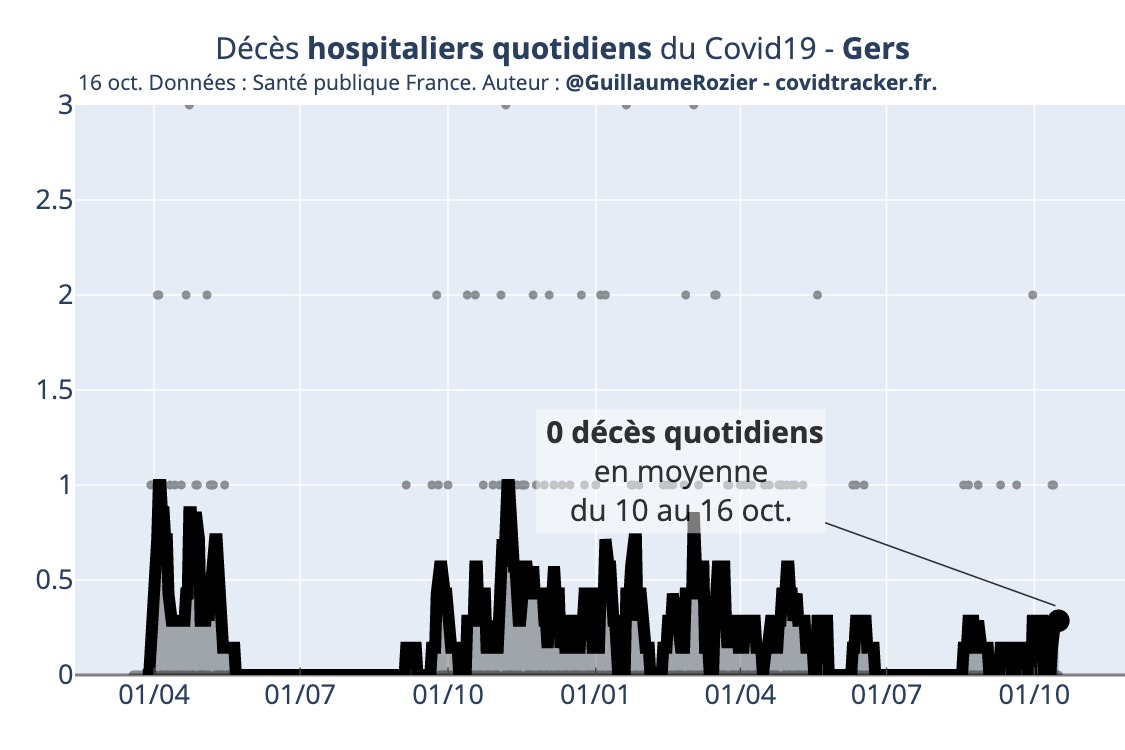 Décès hospitaliers quotidiens du Covid19 - Gers
16 oct. Données : Santé publique France. Auteur : @GuillaumeRozier - covidtracker.fr.
3
2.5
2
1.5
1
0.5
0
0 décès quotidiens
en moyenne
du 10 au 16 oct.
01/04 01/07 01/10 01/01 01/04 01/07 01/10